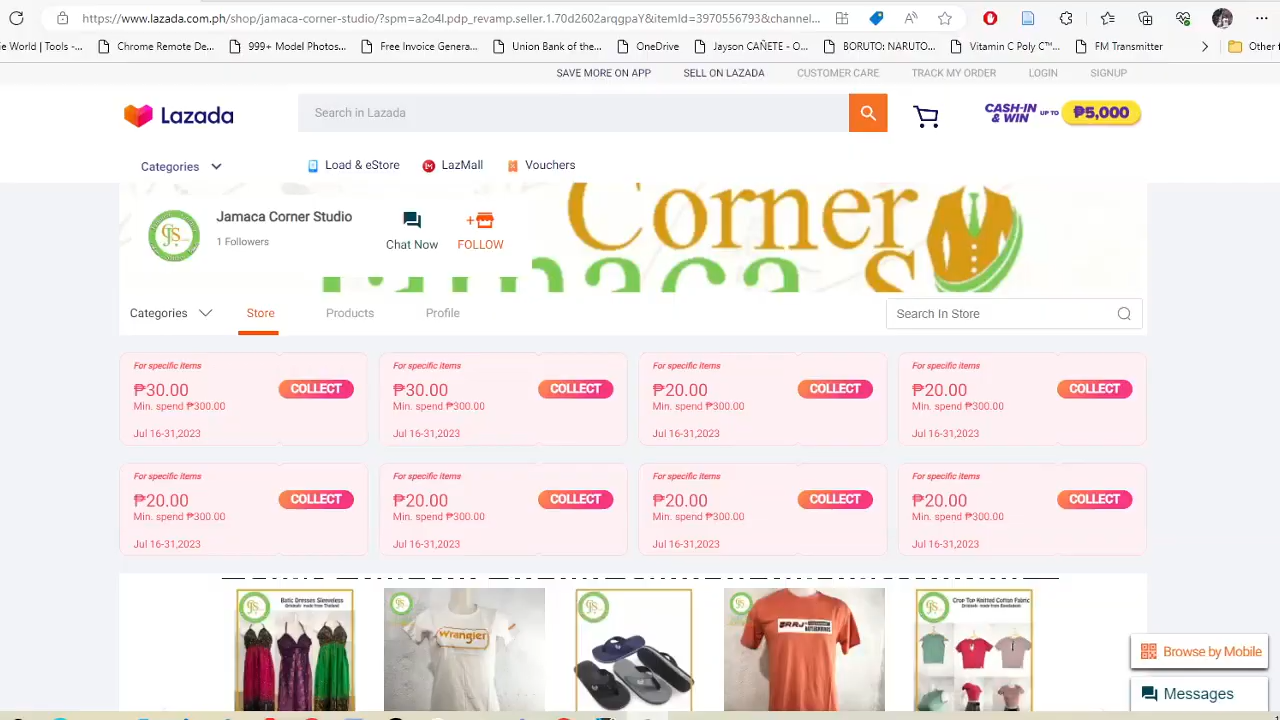 https://www.lazada.com.ph/shop/jamaca-corner-studio/?spm=a2o4l.pdp_revamp.seller.1.70d2602arqgpaY&itemId=3970556793&channel...
ie World | Tools -... Chrome Remote Des... 999+ Model Photos... Free Invoice Genera... Union Bank of the... OneDrive Jayson CAÑETE - O... BORUTO: NARUTO... Vitamin C Poly C™... FM Transmitter Other
SAVE MORE ON APP SELL ON LAZADA CUSTOMER CARE TRACK MY ORDER LOGIN SIGNUP
Lazada Search in Lazada CASH-IN & WIN UP TO ₱5,000
Categories Load & eStore LazMall Vouchers
Corner
Jamaca Corner Studio
1 Followers Chat Now FOLLOW
Categories Store Products Profile Search In Store
For specific items For specific items For specific items For specific items
₱30.00 COLLECT ₱30.00 COLLECT ₱20.00 COLLECT ₱20.00 COLLECT
Min. spend ₱300.00 Min. spend ₱300.00 Min. spend ₱300.00 Min. spend ₱300.00
Jul 16-31,2023 Jul 16-31,2023 Jul 16-31,2023 Jul 16-31,2023
For specific items For specific items For specific items For specific items
₱20.00 COLLECT ₱20.00 COLLECT ₱20.00 COLLECT ₱20.00 COLLECT
Min. spend ₱300.00 Min. spend ₱300.00 Min. spend ₱300.00 Min. spend ₱300.00
Jul 16-31,2023 Jul 16-31,2023 Jul 16-31,2023 Jul 16-31,2023
Batic Dresses Sleeveless Crop Top Knitted Cotton Fabric
wrangler
Browse by Mobile
Messages